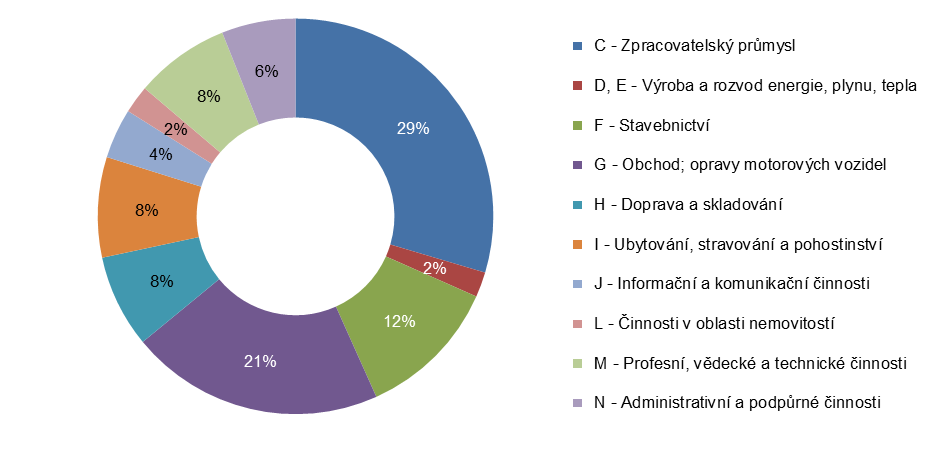 C - Zpracovatelský průmysl
D, E - Výroba a rozvod energie, plynu, tepla
F - Stavebnictví
G - Obchod; opravy motorových vozidel
H - Doprava a skladování
I - Ubytování, stravování a pohostinství
J - Informační a komunikační činnosti
L - Činnosti v oblasti nemovitostí
M - Profesní, vědecké a technické činnosti
N - Administrativní a podpůrné činnosti
29%
2%
12%
21%
8%
8%
4%
2%
8%
6%